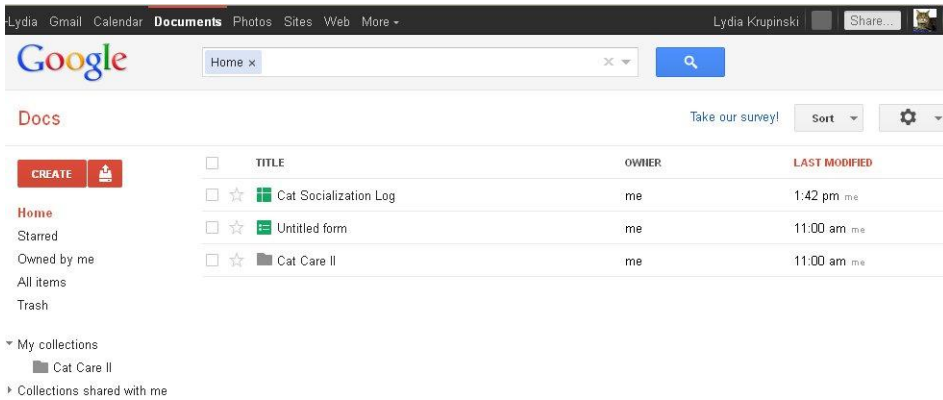 -Lydia Gmail Calendar Documents Photos Sites Web More
Lydia Krupinski Share...
Google
Home ×
Docs
Take our survey! Sort
CREATE
TITLE OWNER LAST MODIFIED
Cat Socialization Log me 1:42 pm me
Untitled form me 11:00 am me
Cat Care II me 11:00 am me
Home
Starred
Owned by me
All items
Trash
My collections
Cat Care II
Collections shared with me